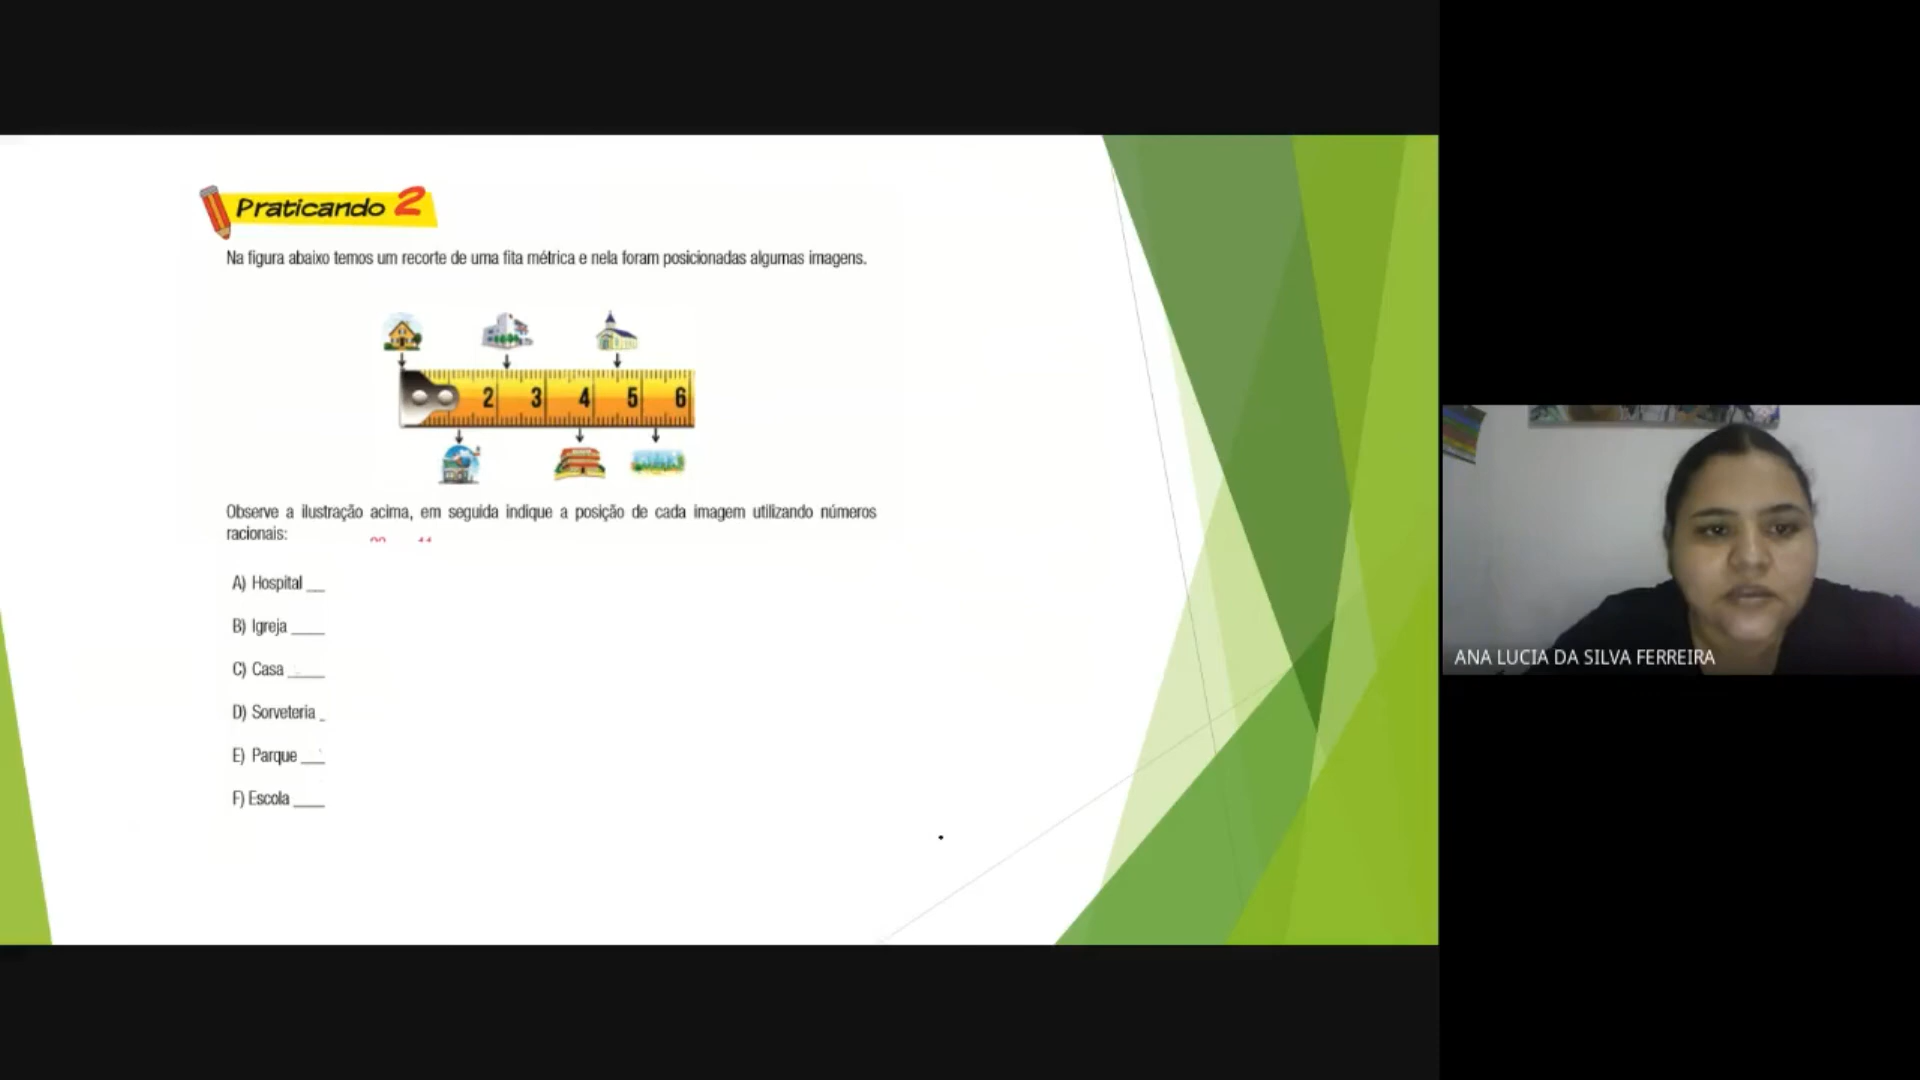 Praticando 2
Na figura abaixo temos um recorte de uma fita métrica e nela foram posicionadas algumas imagens.
2 3 4 5 6
Observe a ilustração acima, em seguida indique a posição de cada imagem utilizando números
racionais:
A) Hospital __
B) Igreja ____
C) Casa ____
D) Sorveteria _
E) Parque ___
F) Escola ____
ANA LUCIA DA SILVA FERREIRA